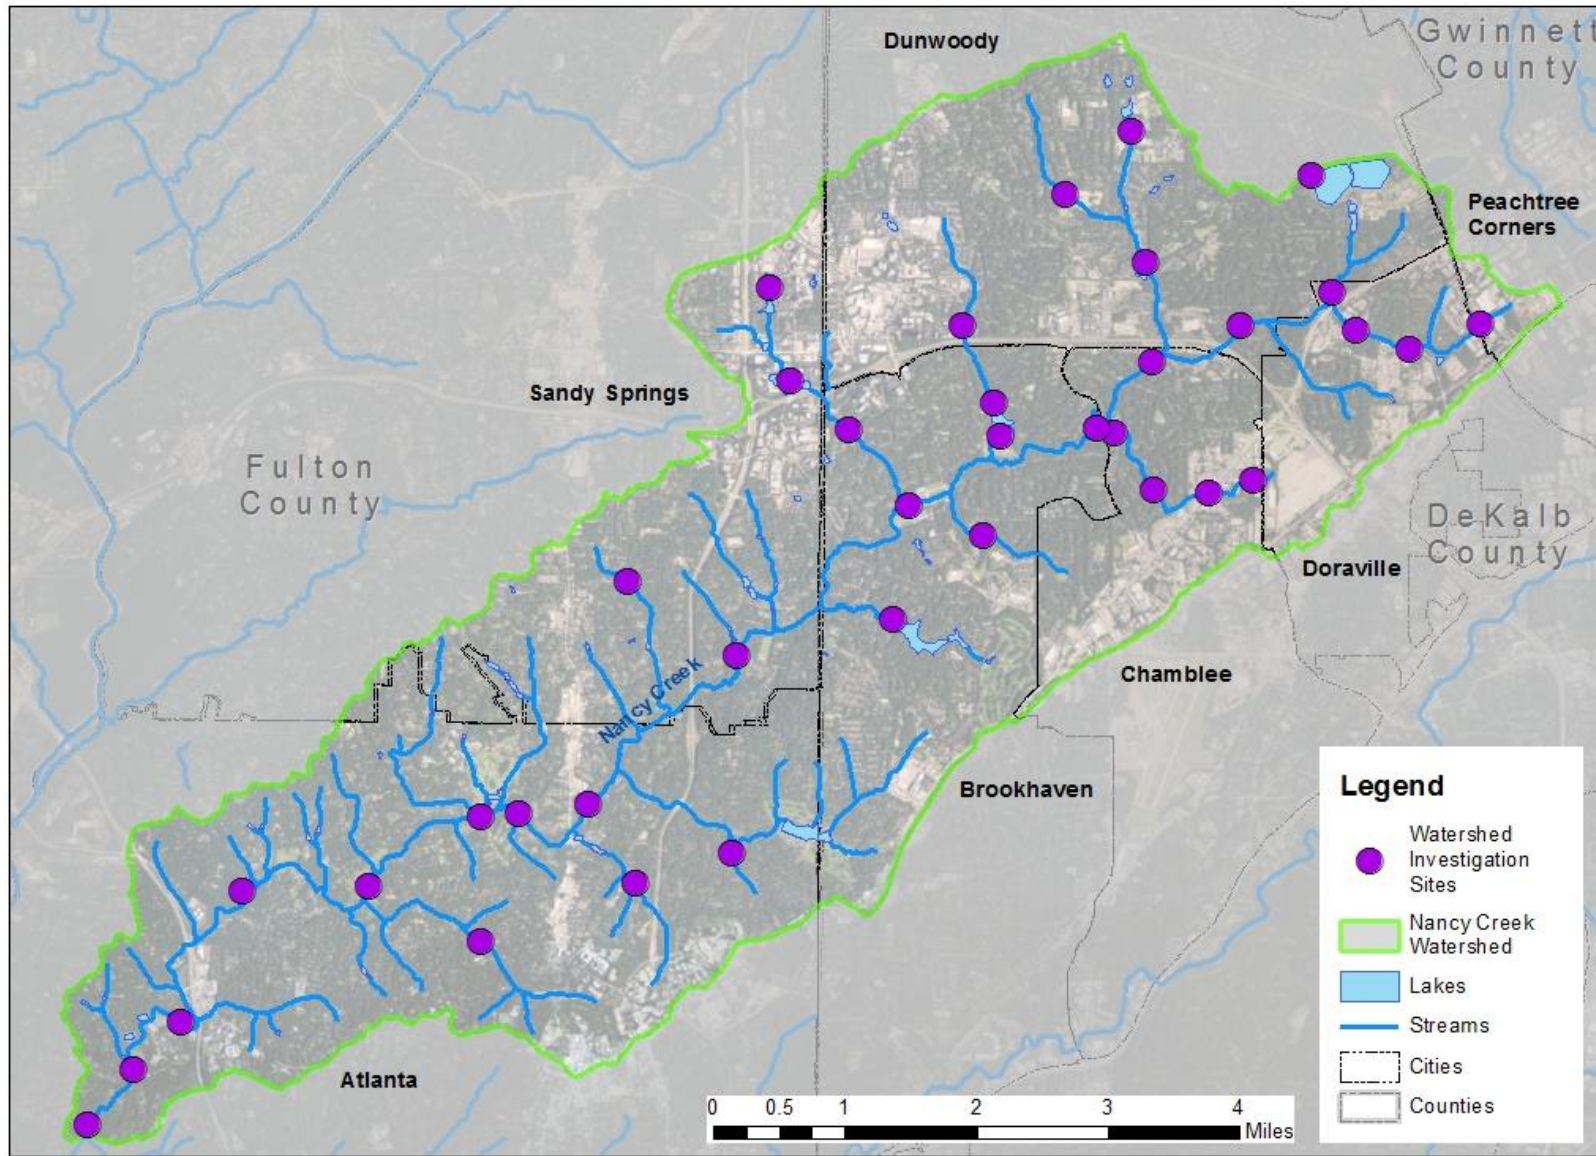 Dunwoody
Gwinnett
County
Peachtree
Corners
Sandy Springs
Fulton
County
DeKalb
County
Doraville
Chamblee
Nancy Creek
Brookhaven
Atlanta
Legend
Watershed
Investigation
Sites
Nancy Creek
Watershed
Lakes
Streams
Cities
Counties
0 0.5 1 2 3 4
Miles